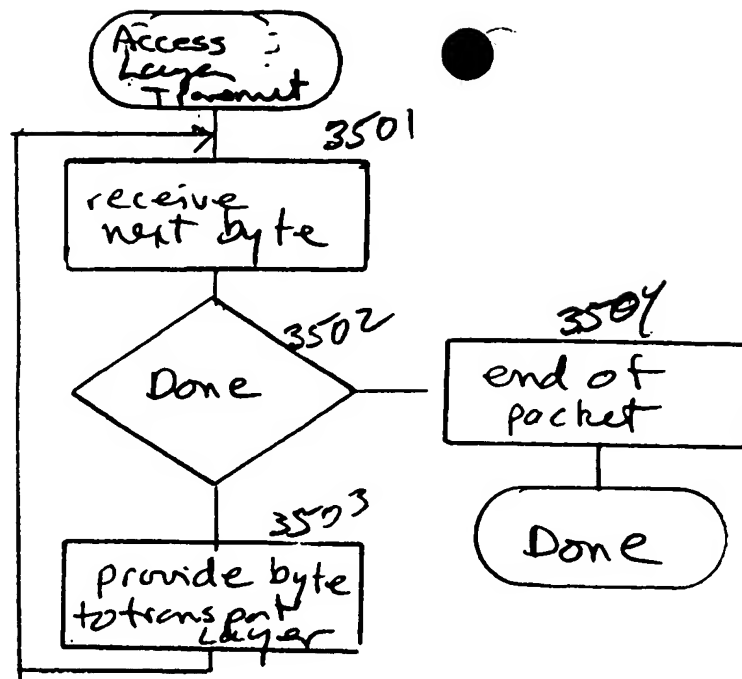 Access
Layer
Transmit
3501
receive
next byte
3502
Done
3504
end of
packet
3503
provide byte
to transport
Layer
Done